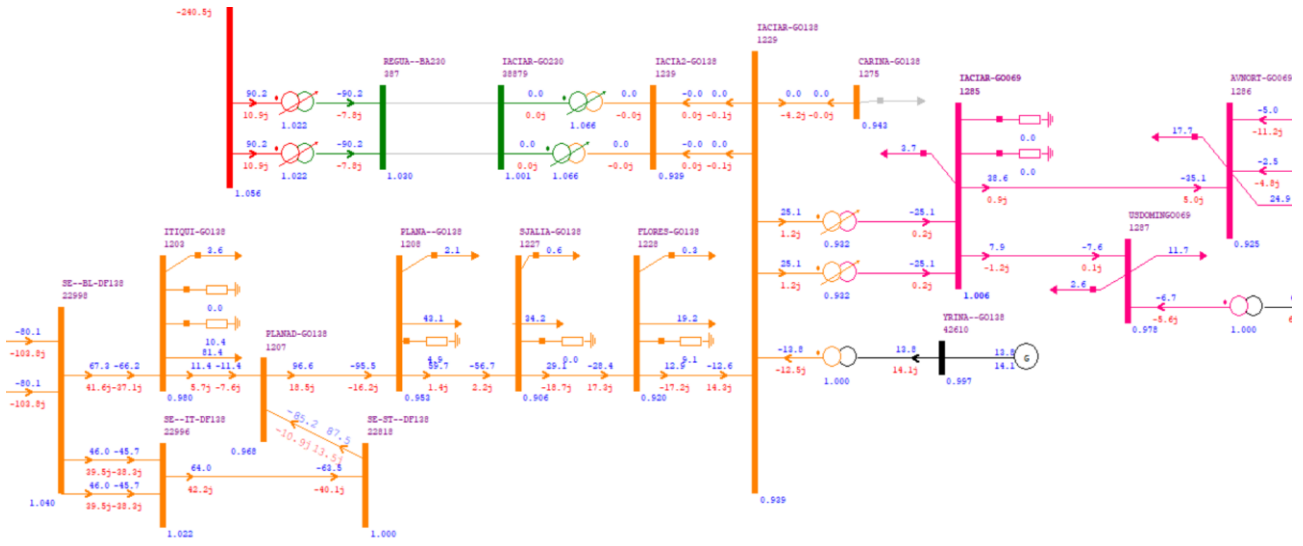 -240.5j
IACIAR-GO138
1229
REGUA--BA230
387
IACIAR-GO230
38879
IACIA2-GO138
1239
CARINA-GO138
1275
IACIAR-GO069
1285
AVNORT-GO069
1286
90.2 -90.2 0.0 0.0 -0.0 0.0 0.0 0.0
10.9j -7.8j 0.0j -0.0j 0.0j -0.1j -4.2j -0.0j
1.022 1.066 0.943
0.0
-5.0
-11.2j
17.7
90.2 -90.2 0.0 0.0 -0.0 0.0
10.9j -7.8j 0.0j -0.0j 0.0j -0.1j
1.022 1.030 1.001 1.066 0.939
3.7
0.0
-2.5
-4.8j
1.056
38.6 -35.1
0.9j 5.0j
24.9
25.1 -25.1
1.2j 0.2j
0.932
USDOMINGO069
1287
0.925
ITIQUI-GO138
1203
PLANA--GO138
1208
SJALIA-GO138
1227
FLORES-GO138
1228
3.6 2.1 0.6 0.3
7.9 -7.6
-1.2j 0.1j
11.7
25.1 -25.1
1.2j 0.2j
0.932
1.006
2.6
SE--BL-DF138
22998
0.0
-6.7
-5.6j
0.978
1.000
6
YRINA--GO138
42610
-80.1
-103.8j
10.4
81.4
PLANAD-GO138
1207
43.1 34.2 19.2
4.9 0.0 9.1
-13.8 13.8 13.8
-12.5j 14.1j 14.1
G
1.000 0.997
-80.1
-103.8j
67.3 -66.2 11.4 -11.4 96.6 -95.5 59.7 -56.7 29.1 -28.4 12.9 -12.6
41.6j -37.1j 5.7j -7.6j 18.5j -16.2j 1.4j 2.2j -18.7j 17.3j -17.2j 14.3j
0.980 0.953 0.906 0.920
SE--IT-DF138
22996
-85.2 87.5
-10.9j 13.5j
SE-ST--DF138
22818
0.968
46.0 -45.7
39.5j -38.3j
64.0 -63.5
42.2j -40.1j
46.0 -45.7
39.5j -38.3j
1.040
0.939
1.022 1.000